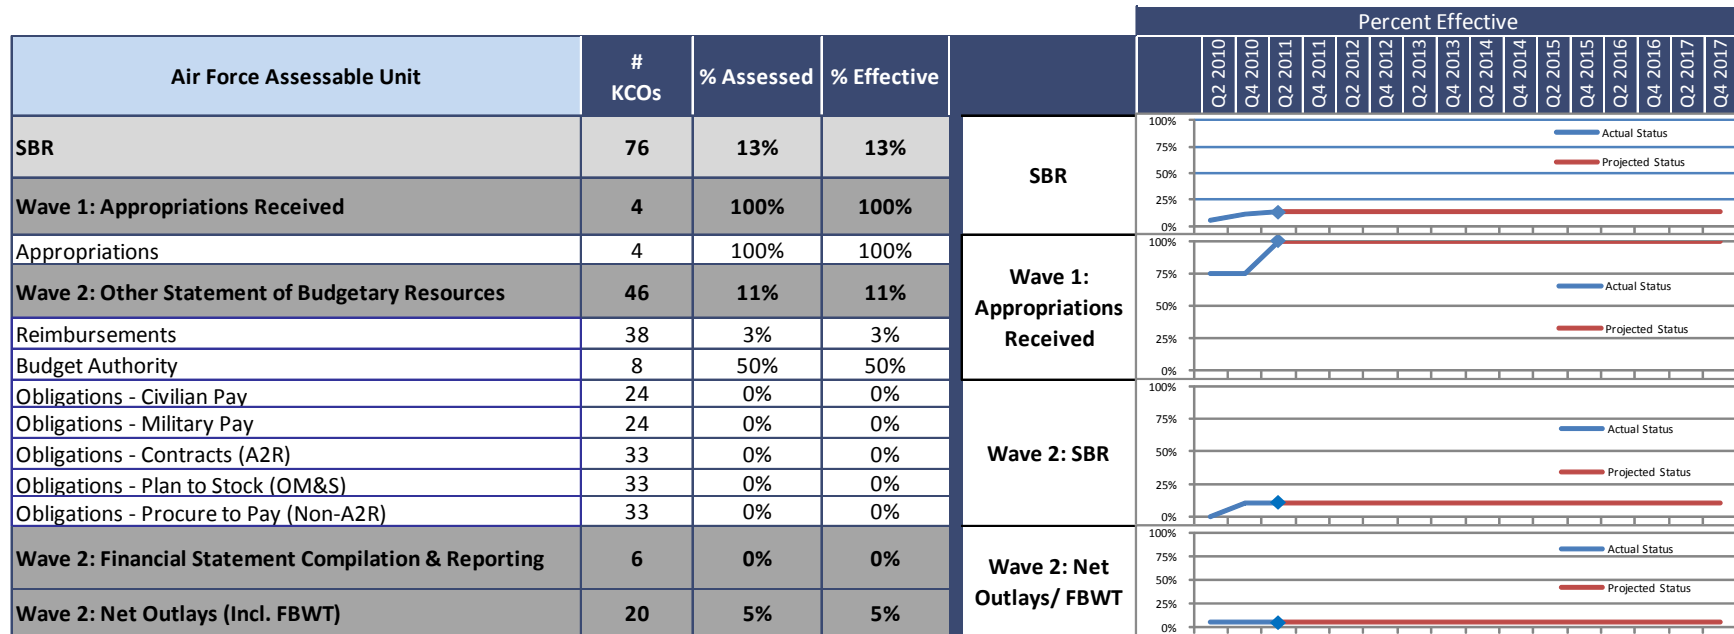 Percent Effective
Air Force Assessable Unit
#
KCOs
% Assessed
% Effective
Q2 2010
Q4 2010
Q2 2011
Q4 2011
Q2 2012
Q4 2012
Q2 2013
Q4 2013
Q2 2014
Q4 2014
Q2 2015
Q4 2015
Q2 2016
Q4 2016
Q2 2017
Q4 2017
SBR 76 13% 13%
Wave 1: Appropriations Received 4 100% 100%
Appropriations 4 100% 100%
Wave 2: Other Statement of Budgetary Resources 46 11% 11%
Reimbursements 38 3% 3%
Budget Authority 8 50% 50%
Obligations - Civilian Pay 24 0% 0%
Obligations - Military Pay 24 0% 0%
Obligations - Contracts (A2R) 33 0% 0%
Obligations - Plan to Stock (OM&S) 33 0% 0%
Obligations - Procure to Pay (Non-A2R) 33 0% 0%
Wave 2: Financial Statement Compilation & Reporting 6 0% 0%
Wave 2: Net Outlays (Incl. FBWT) 20 5% 5%
SBR
100%
75%
50%
25%
0%
Actual Status
Projected Status
Wave 1:
Appropriations
Received
100%
75%
50%
25%
0%
Actual Status
Projected Status
Wave 2: SBR
100%
75%
50%
25%
0%
Actual Status
Projected Status
Wave 2: Net
Outlays/ FBWT
100%
75%
50%
25%
0%
Actual Status
Projected Status